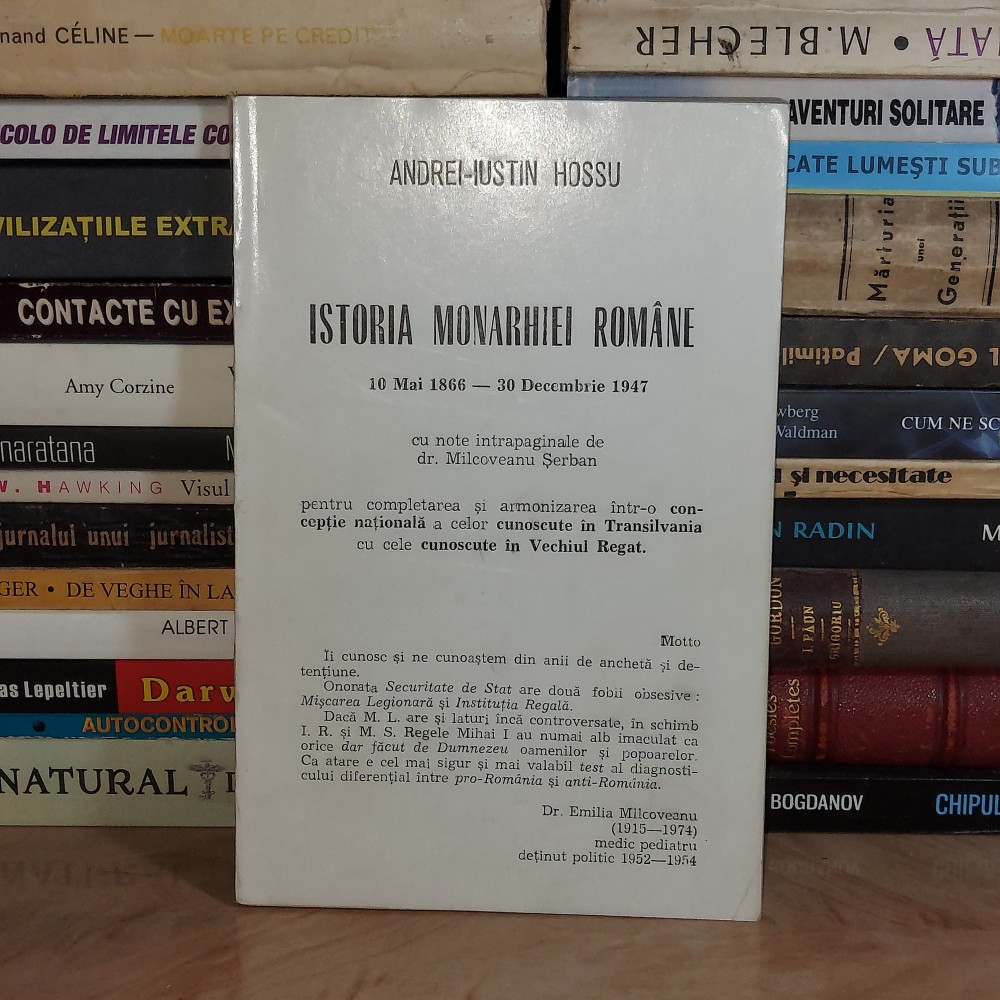 nand CÉLINE — MOARTE PE CREDIT
COLO DE LIMITELE CO
VILIZAȚIILE EXTRA
CONTACTE CU EX
Amy Corzine
naratana
W. HAWKING Visul
jurnalul unui jurnalist
GER • DE VEGHE ÎN LA
ALBERT
as Lepeltier Darw
AUTOCONTROL
NATURAL
ANDREI-IUSTIN HOSSU
ISTORIA MONARHIEI ROMÂNE
10 Mai 1866 — 30 Decembrie 1947
cu note intrapaginale de
dr. Milcoveanu Șerban
pentru completarea și armonizarea într-o con-
cepție națională a celor cunoscute în Transilvania
cu cele cunoscute în Vechiul Regat.
Motto
Ii cunosc și ne cunoaștem din anii de anchetă și de-
tențiune.
Onorata Securitate de Stat are două fobii obsesive :
Mișcarea Legionară și Instituția Regală.
Dacă M. L. are și laturi încă controversate, în schimb
I. R. și M. S. Regele Mihai I au numai alb imaculat ca
orice dar făcut de Dumnezeu oamenilor și popoarelor.
Ca atare e cel mai sigur și mai valabil test al diagnosti-
cului diferențial între pro-România și anti-România.
Dr. Emilia Milcoveanu
(1915—1974)
medic pediatru
deținut politic 1952—1954
M. BLECHER • ATĂ
AVENTURI SOLITARE
CATE LUMEȘTI SUB
Mărturia
unei
Generații
L GOMA / Patimil
wberg
Waldman
CUM NE SC
și necesitate
N RADIN M
GORDUN
I. PĂUN
GRIGORIU
Poésies
complètes
BOGDANOV CHIPUL